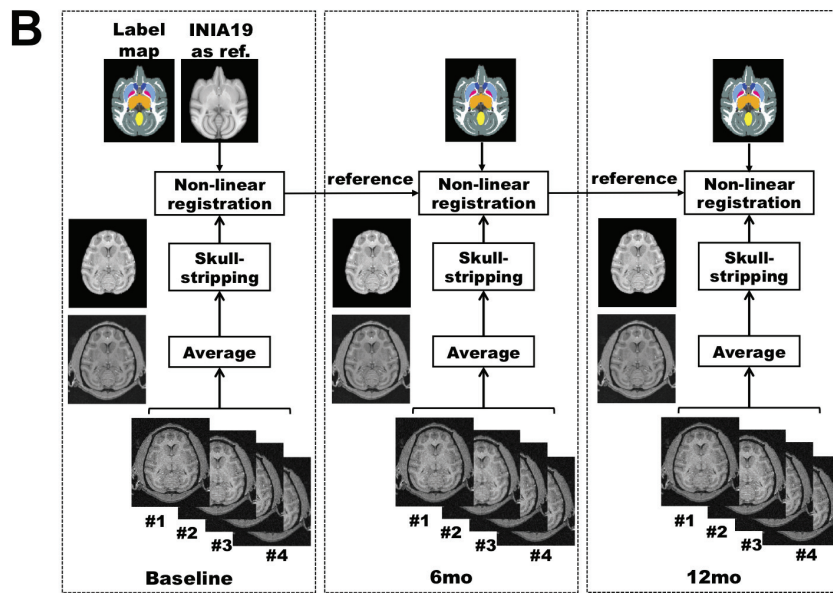 B
Label map
INIA19 as ref.
Non-linear registration
reference
Non-linear registration
reference
Non-linear registration
Skull-stripping
Skull-stripping
Skull-stripping
Average
Average
Average
#1
#2
#3
#4
#1
#2
#3
#4
#1
#2
#3
#4
Baseline
6mo
12mo